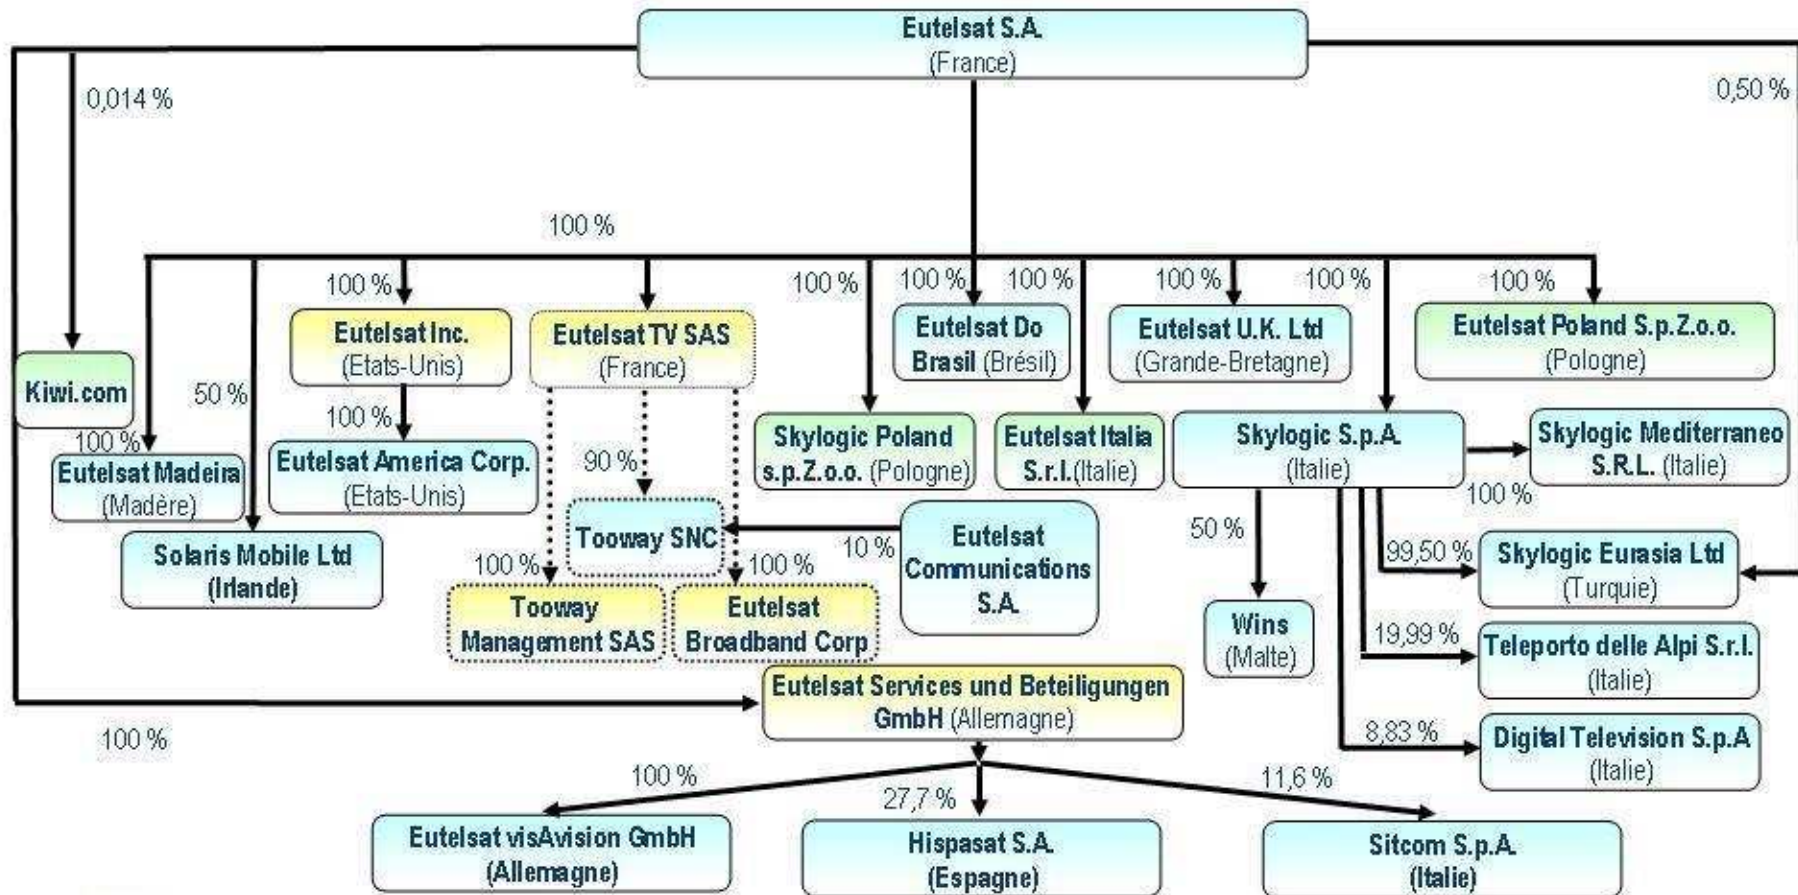 Eutelsat S.A.
(France)
0,014 %
0,50 %
100 %
100 %
100 %
100 %
100 %
100 %
100 %
100 %
Eutelsat Inc.
(Etats-Unis)
Eutelsat TV SAS
(France)
Eutelsat Do
Brasil (Brésil)
Eutelsat U.K. Ltd
(Grande-Bretagne)
Eutelsat Poland S.p.Z.o.o.
(Pologne)
Kiwi.com
50 %
100 %
100 %
Eutelsat Madeira
(Madère)
Eutelsat America Corp.
(Etats-Unis)
90 %
Skylogic Poland
s.p.Z.o.o. (Pologne)
Eutelsat Italia
S.r.l.(Italie)
Skylogic S.p.A.
(Italie)
Skylogic Mediterraneo
S.R.L. (Italie)
100 %
Solaris Mobile Ltd
(Irlande)
Tooway SNC
10 %
Eutelsat
Communications
S.A.
50 %
99,50 %
Skylogic Eurasia Ltd
(Turquie)
100 %
100 %
Tooway
Management SAS
Eutelsat
Broadband Corp
Wins
(Malte)
19,99 %
Teleporto delle Alpi S.r.l.
(Italie)
Eutelsat Services und Beteiligungen
GmbH (Allemagne)
100 %
8,83 %
Digital Television S.p.A
(Italie)
100 %
27,7 %
11,6 %
Eutelsat visAvision GmbH
(Allemagne)
Hispasat S.A.
(Espagne)
Sitcom S.p.A.
(Italie)